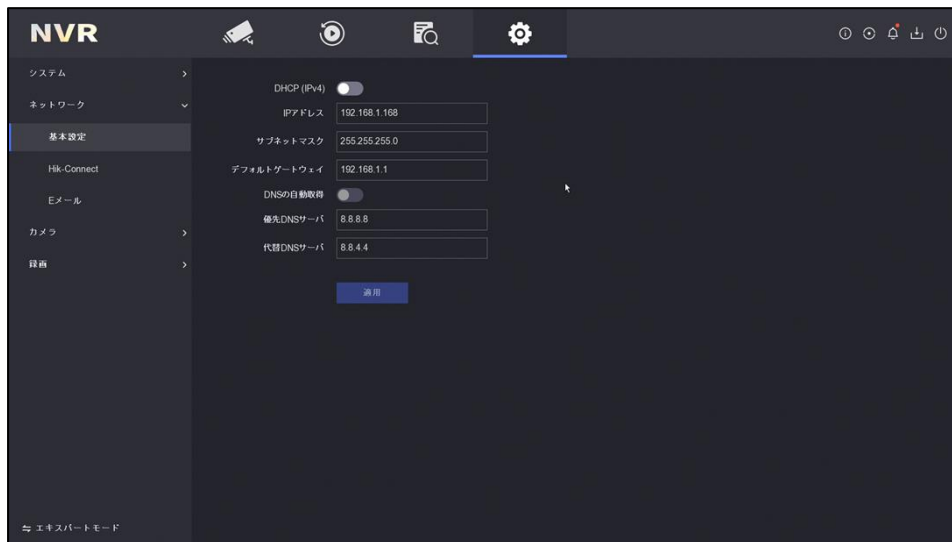 NVR
システム
ネットワーク
基本設定
Hik-Connect
Eメール
カメラ
録画
エキスパートモード
DHCP (IPv4)
IPアドレス 192.168.1.168
サブネットマスク 255.255.255.0
デフォルトゲートウェイ 192.168.1.1
DNSの自動取得
優先DNSサーバ 8.8.8.8
代替DNSサーバ 8.8.4.4
適用